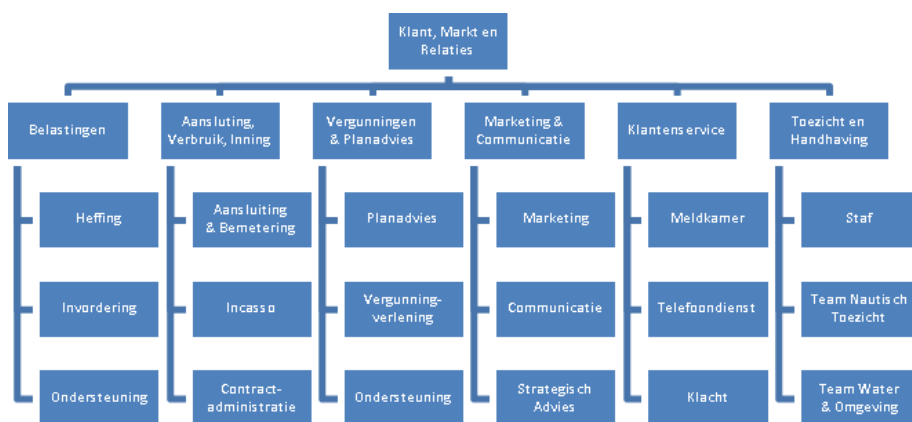 Klant, Markt en
Relaties
Belastingen
Aansluting,
Verbruik, Inning
Vergunningen
& Planadvies
Marketing &
Communicatie
Klantenservice
Toezicht en
Handhaving
Heffing
Aansluiting
& Bemetering
Planadvies
Marketing
Meldkamer
Staf
Invordering
Incasso
Vergunning-
verlening
Communicatie
Telefoondienst
Team Nautisch
Toezicht
Ondersteuning
Contract-
administratie
Ondersteuning
Strategisch
Advies
Klacht
Team Water
& Omgeving